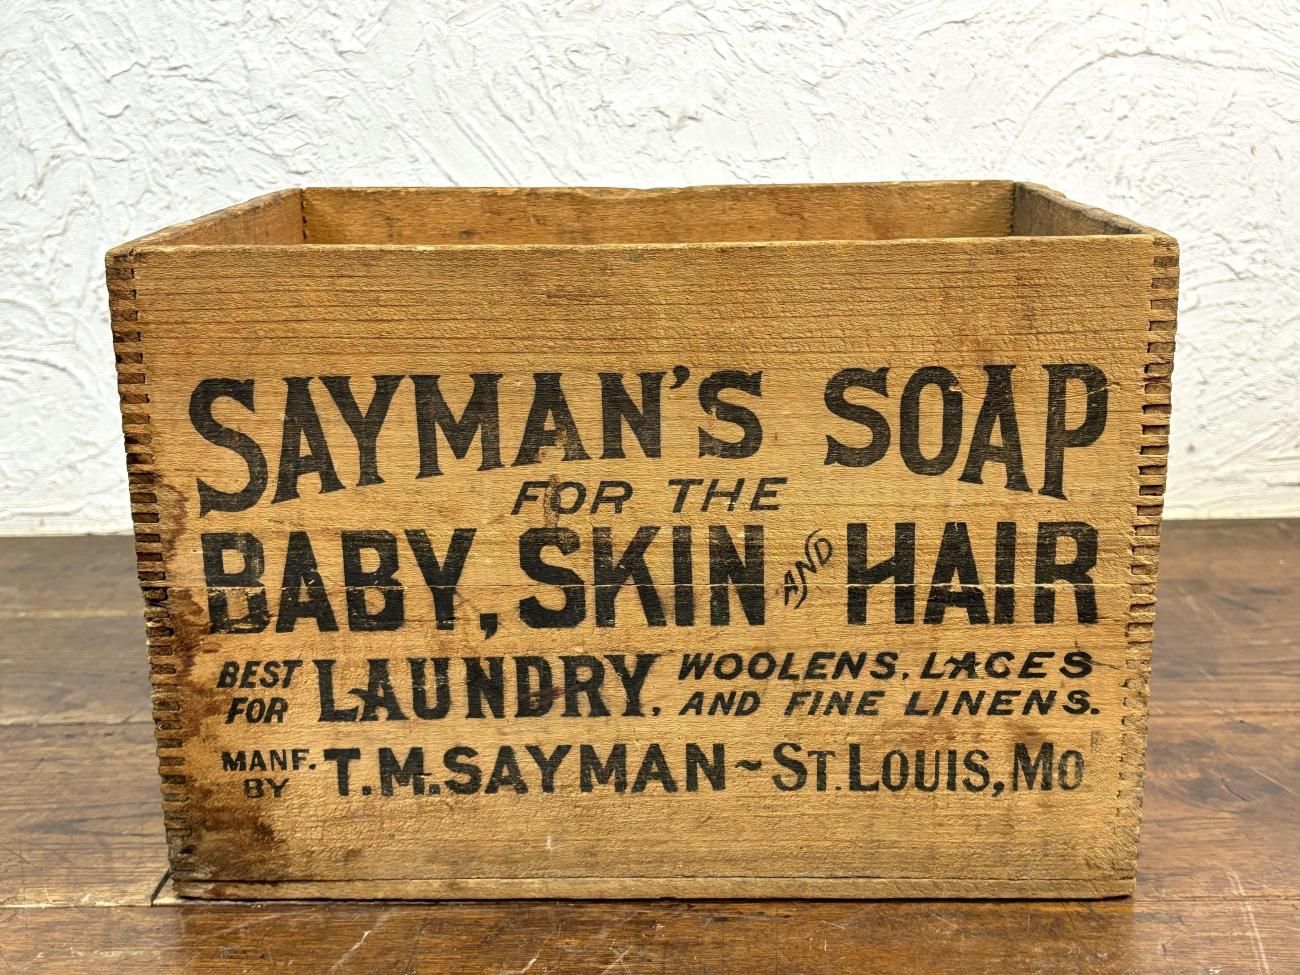 SAYMAN'S SOAP
FOR THE
BABY, SKIN AND HAIR
BEST FOR LAUNDRY, WOOLENS, LACES
AND FINE LINENS.
MANF. BY T.M. SAYMAN ~ ST. LOUIS, MO